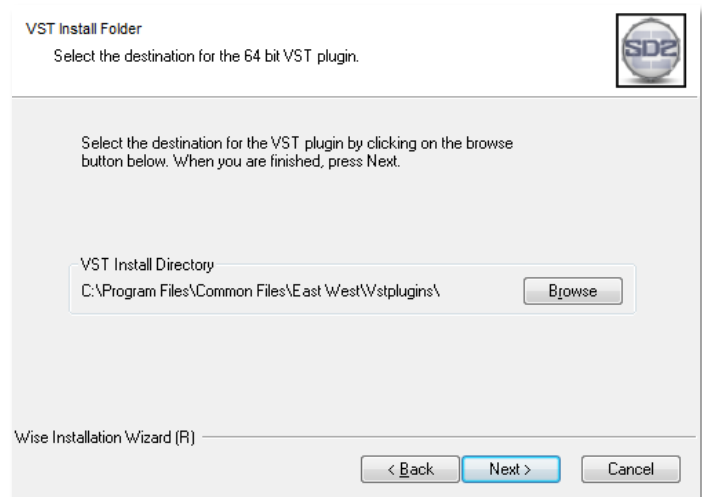 VST Install Folder
Select the destination for the 64 bit VST plugin.
SD2
Select the destination for the VST plugin by clicking on the browse
button below. When you are finished, press Next.
VST Install Directory
C:\Program Files\Common Files\East West\Vstplugins\
Browse
Wise Installation Wizard (R)
< Back
Next >
Cancel